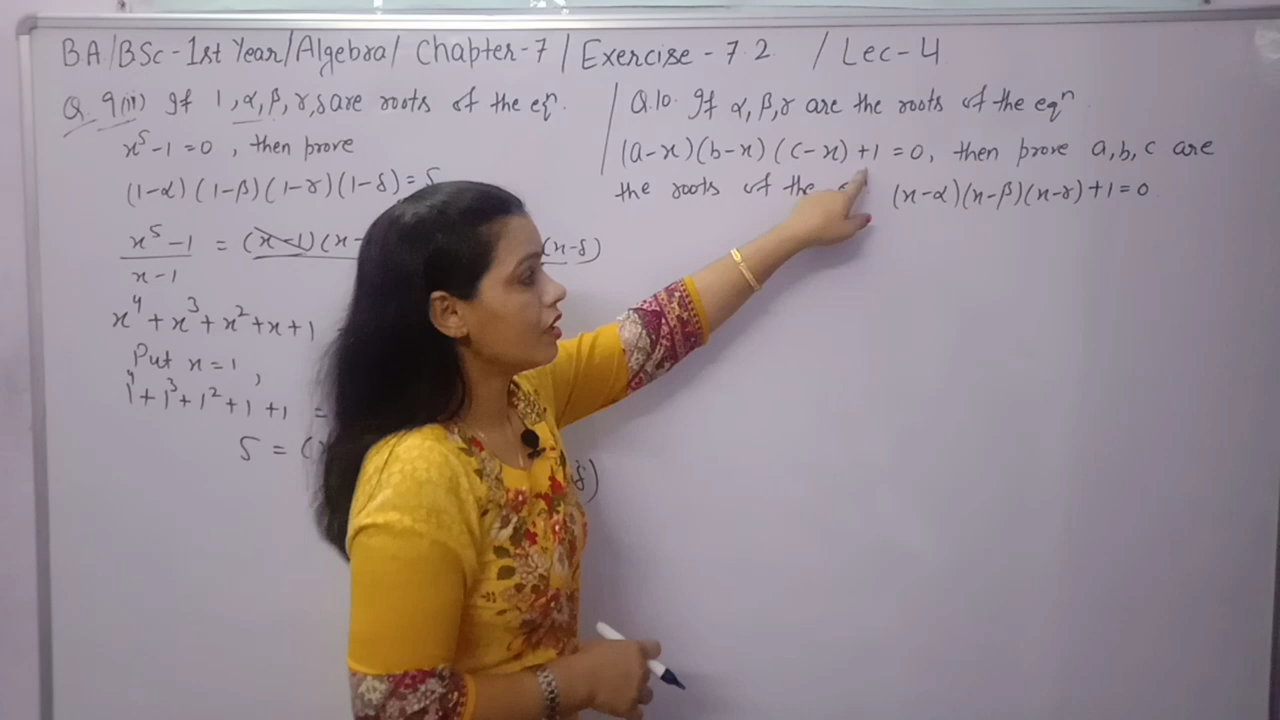 BA/BSc-1st Year/Algebra/ Chapter-7 / Exercise-7.2 / Lec-4
Q. 9(iii) If 1, α, β, γ, δ are roots of the eqⁿ.
x⁵-1=0, then prove
(1-α)(1-β)(1-γ)(1-δ)=5
x⁵-1
x-1
= (x-1)(x-
(x-δ)
x⁴+x³+x²+x+1
Put x=1,
1⁴+1³+1²+1+1 =
5 = (
δ)
Q.10. If α, β, γ are the roots of the eqⁿ
(a-x)(b-x)(c-x)+1=0, then prove a,b,c are
the roots of the (x-α)(x-β)(x-γ)+1=0.